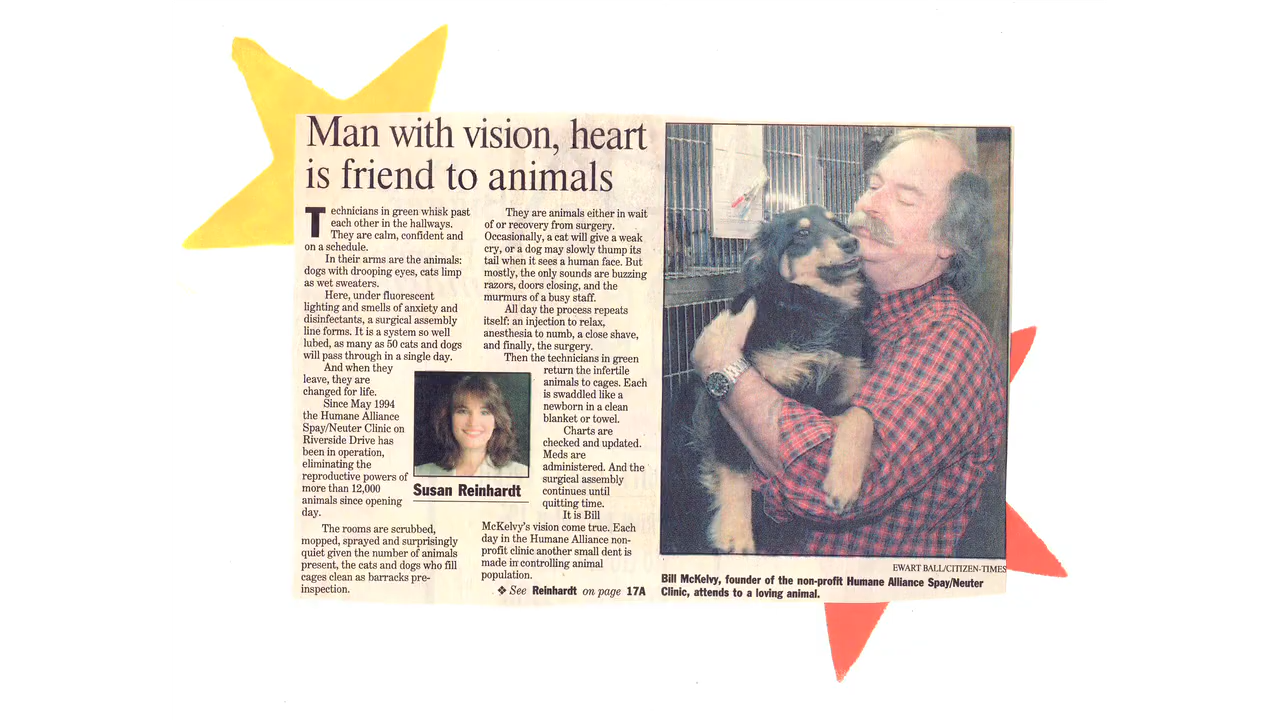 Man with vision, heart
is friend to animals
Technicians in green whisk past
each other in the hallways.
They are calm, confident and
on a schedule.
In their arms are the animals:
dogs with drooping eyes, cats limp
as wet sweaters.
Here, under fluorescent
lighting and smells of anxiety and
disinfectants, a surgical assembly
line forms. It is a system so well
lubed, as many as 50 cats and dogs
will pass through in a single day.
And when they
leave, they are
changed for life.
Since May 1994
the Humane Alliance
Spay/Neuter Clinic on
Riverside Drive has
been in operation,
eliminating the
reproductive powers of
more than 12,000
animals since opening
day.
The rooms are scrubbed,
mopped, sprayed and surprisingly
quiet given the number of animals
present, the cats and dogs who fill
cages clean as barracks pre-
inspection.
Susan Reinhardt
They are animals either in wait
of or recovery from surgery.
Occasionally, a cat will give a weak
cry, or a dog may slowly thump its
tail when it sees a human face. But
mostly, the only sounds are buzzing
razors, doors closing, and the
murmurs of a busy staff.
All day the process repeats
itself: an injection to relax,
anesthesia to numb, a close shave,
and finally, the surgery.
Then the technicians in green
return the infertile
animals to cages. Each
is swaddled like a
newborn in a clean
blanket or towel.
Charts are
checked and updated.
Meds are
administered. And the
surgical assembly
continues until
quitting time.
It is Bill
McKelvy's vision come true. Each
day in the Humane Alliance non-
profit clinic another small dent is
made in controlling animal
population.
❖ See Reinhardt on page 17A
EWART BALL/CITIZEN-TIMES
Bill McKelvy, founder of the non-profit Humane Alliance Spay/Neuter
Clinic, attends to a loving animal.